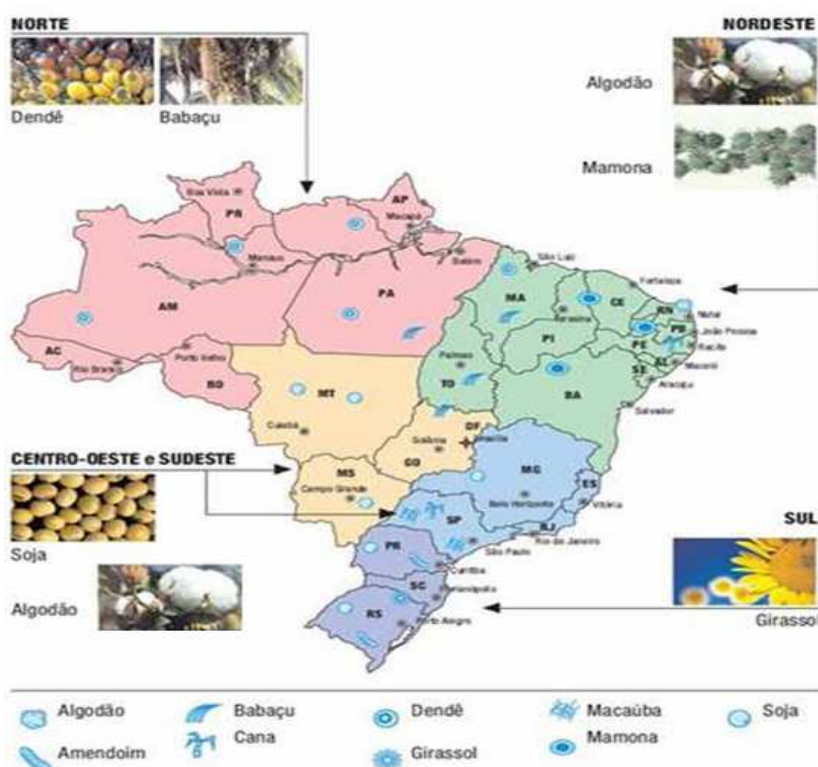 NORTE
NORDESTE
Dendê
Babaçu
Algodão
Mamona
Boa Vista
PR
AP
Macapá
Manaus
Belém
São Luiz
Fortaleza
AM
PA
MA
CE
RN
Natal
Teresina
PB
João Pessoa
PI
PE
Recife
AC
Rio Branco
Porto Velho
RO
Palmas
TO
AL
Maceió
SE
Aracaju
MT
BA
Salvador
Cuiabá
DF
Goiânia
Brasília
GO
CENTRO-OESTE e SUDESTE
MS
Campo Grande
MG
Belo Horizonte
ES
Vitória
Soja
SP
São Paulo
RJ
Rio de Janeiro
SUL
PR
Curitiba
SC
Algodão
RS
Porto Alegre
Girassol
Algodão
Babaçu
Dendê
Macaúba
Soja
Amendoim
Cana
Girassol
Mamona